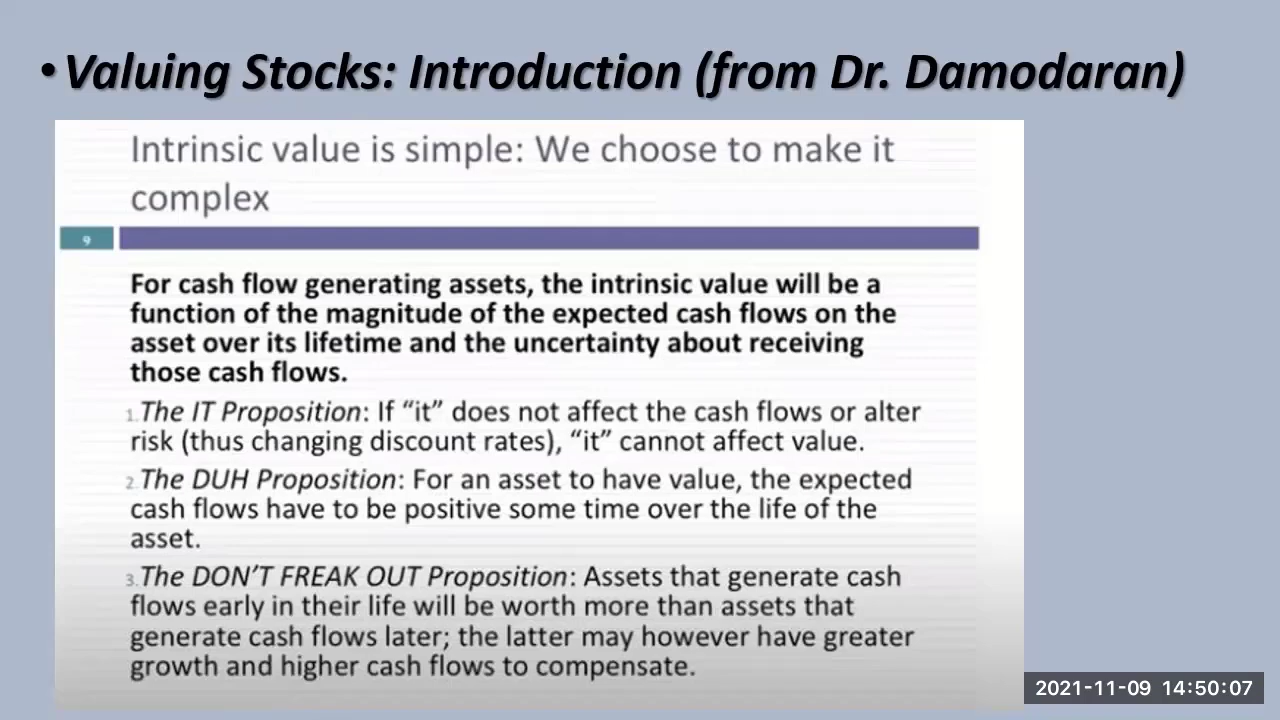 • Valuing Stocks: Introduction (from Dr. Damodaran)
Intrinsic value is simple: We choose to make it
complex
9
For cash flow generating assets, the intrinsic value will be a
function of the magnitude of the expected cash flows on the
asset over its lifetime and the uncertainty about receiving
those cash flows.
1. The IT Proposition: If “it” does not affect the cash flows or alter
risk (thus changing discount rates), “it” cannot affect value.
2. The DUH Proposition: For an asset to have value, the expected
cash flows have to be positive some time over the life of the
asset.
3. The DON’T FREAK OUT Proposition: Assets that generate cash
flows early in their life will be worth more than assets that
generate cash flows later; the latter may however have greater
growth and higher cash flows to compensate.
2021-11-09 14:50:07